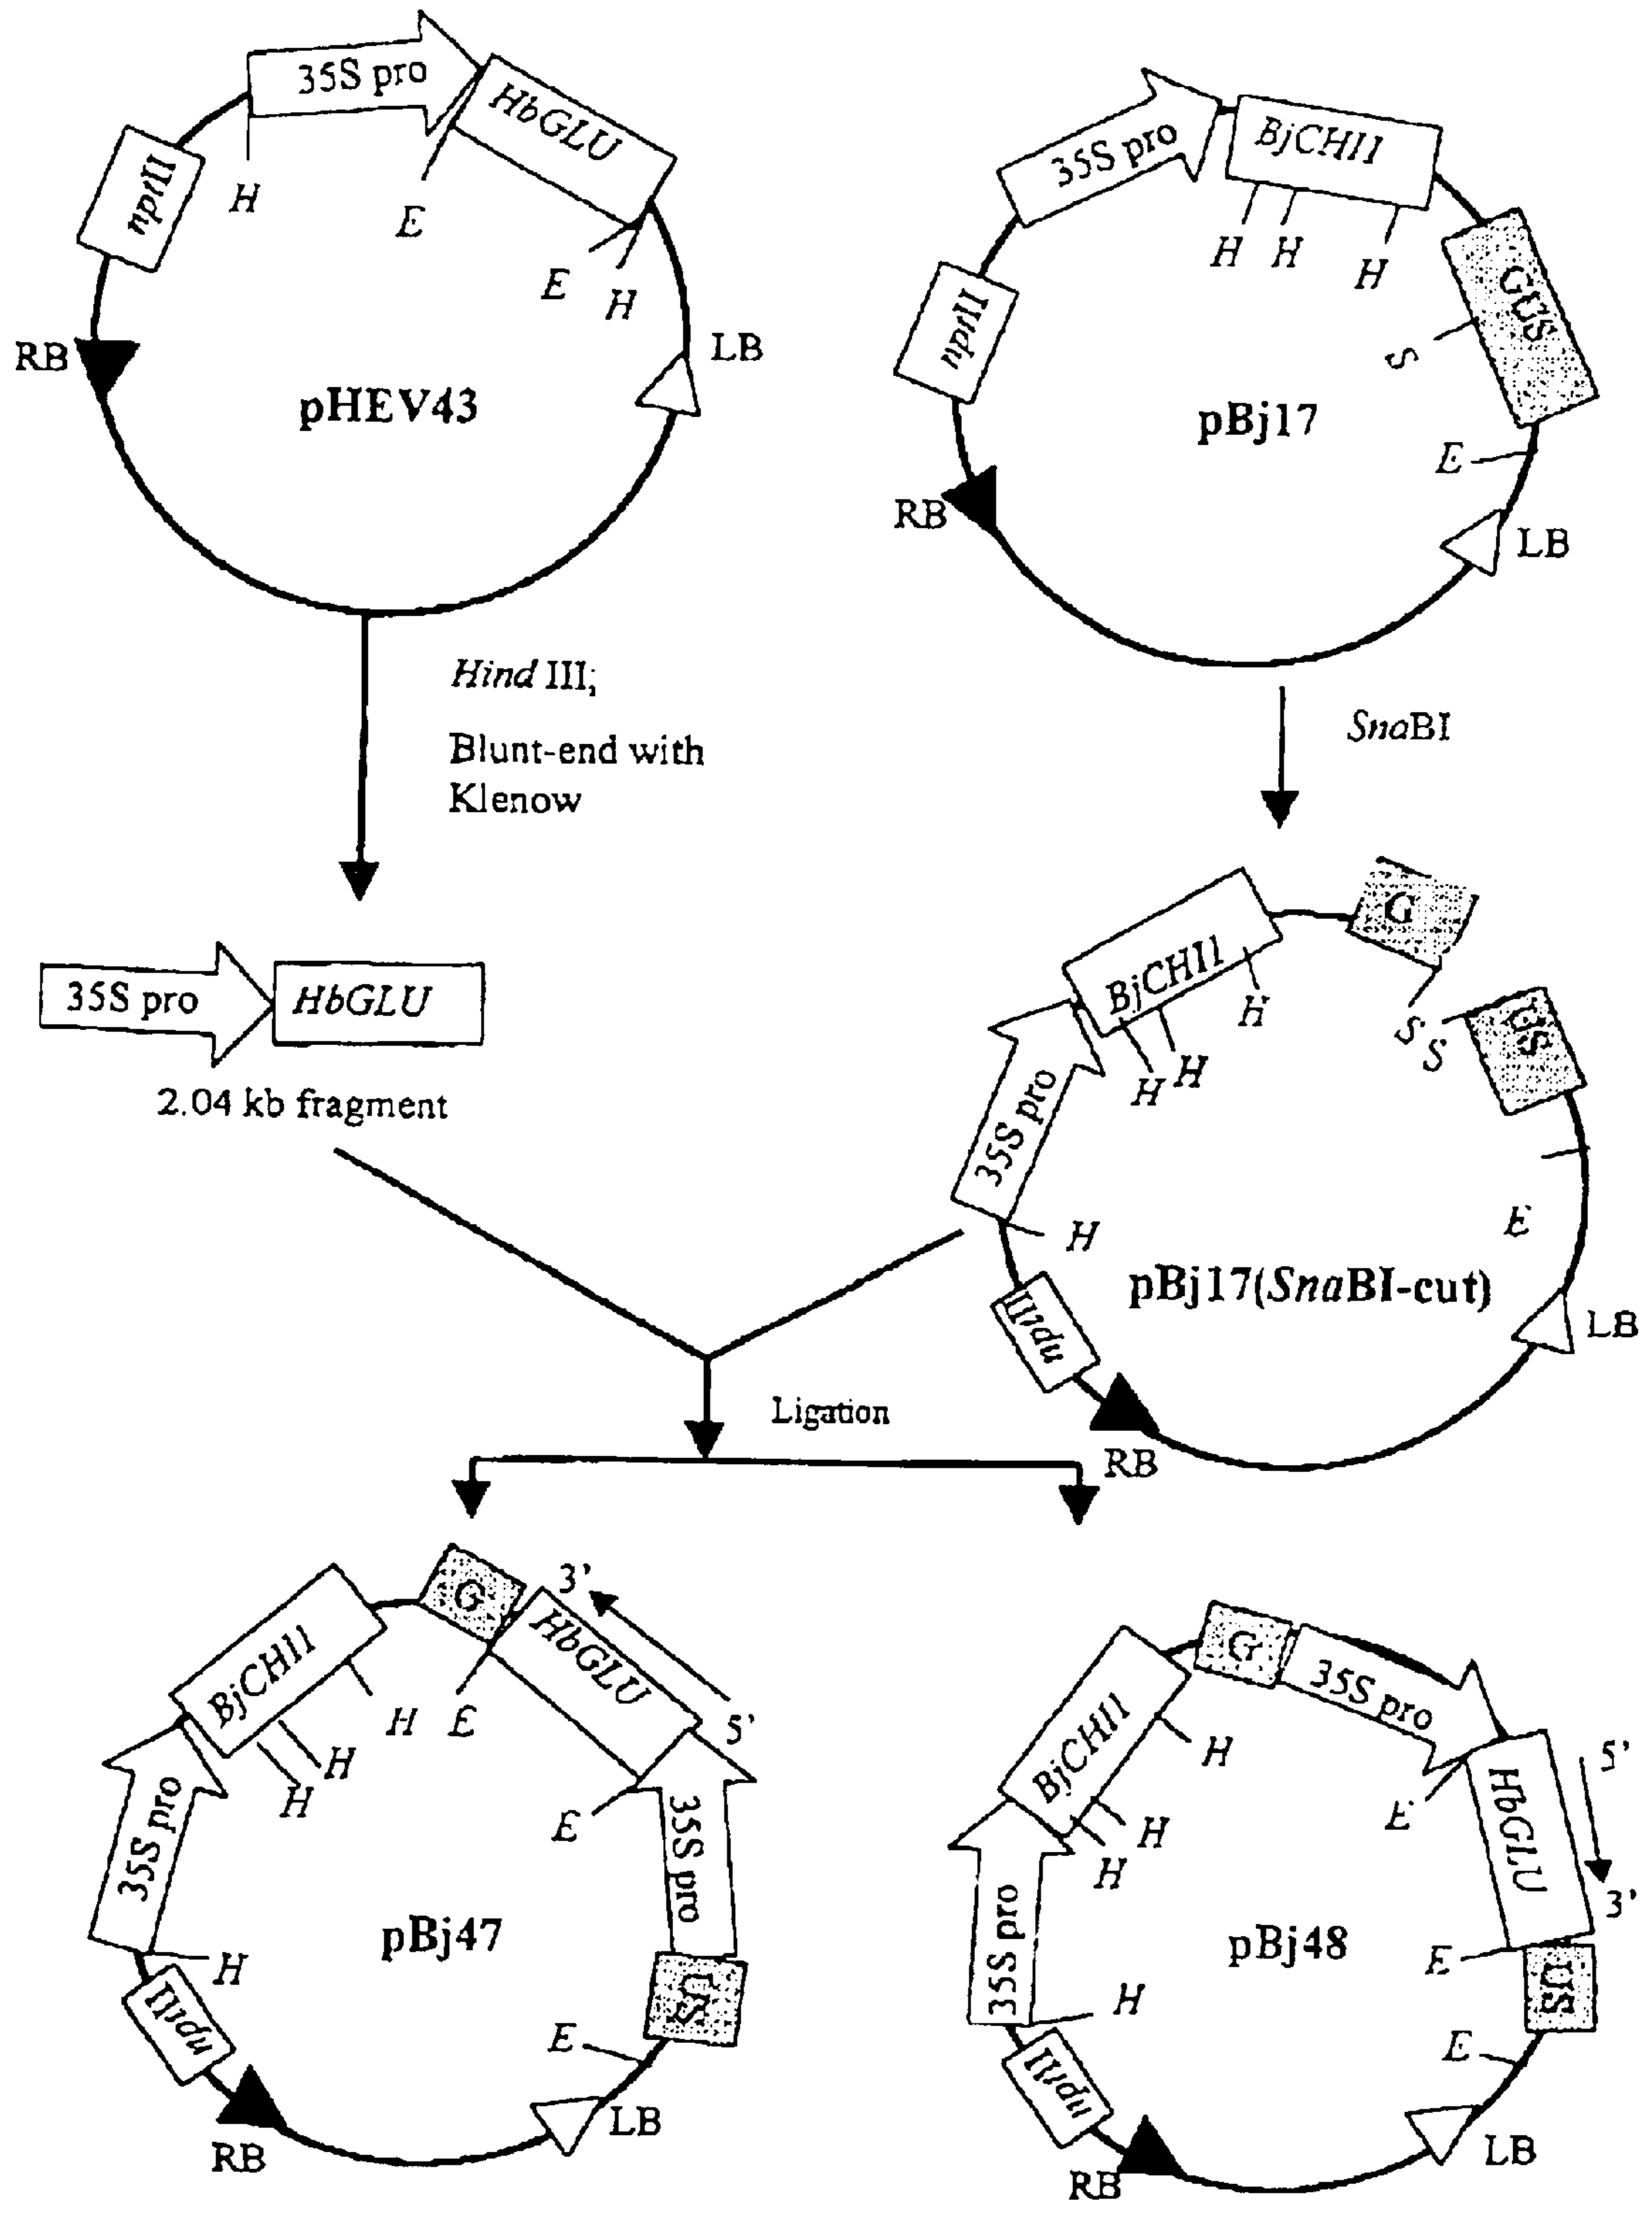 35S pro
HbGLU
nptII
H
E
E
H
RB
LB
pHEV43
35S pro
BjCHI1
H
H
H
GUS
S
nptII
E
RB
LB
pBj17
Hind III;
Blunt-end with
Klenow
SnaBI
35S pro
HbGLU
2.04 kb fragment
G
BjCHI1
H
S
S
US
H
H
35S pro
H
E
pBj17(SnaBI-cut)
nptII
LB
RB
Ligation
G
3'
HbGLU
BjCHI1
H
E
5'
H
H
E
35S pro
35S pro
pBj47
H
US
nptII
E
LB
RB
G
35S pro
BjCHI1
H
5'
HbGLU
E
H
H
3'
35S pro
pBj48
E
US
H
E
nptII
LB
RB